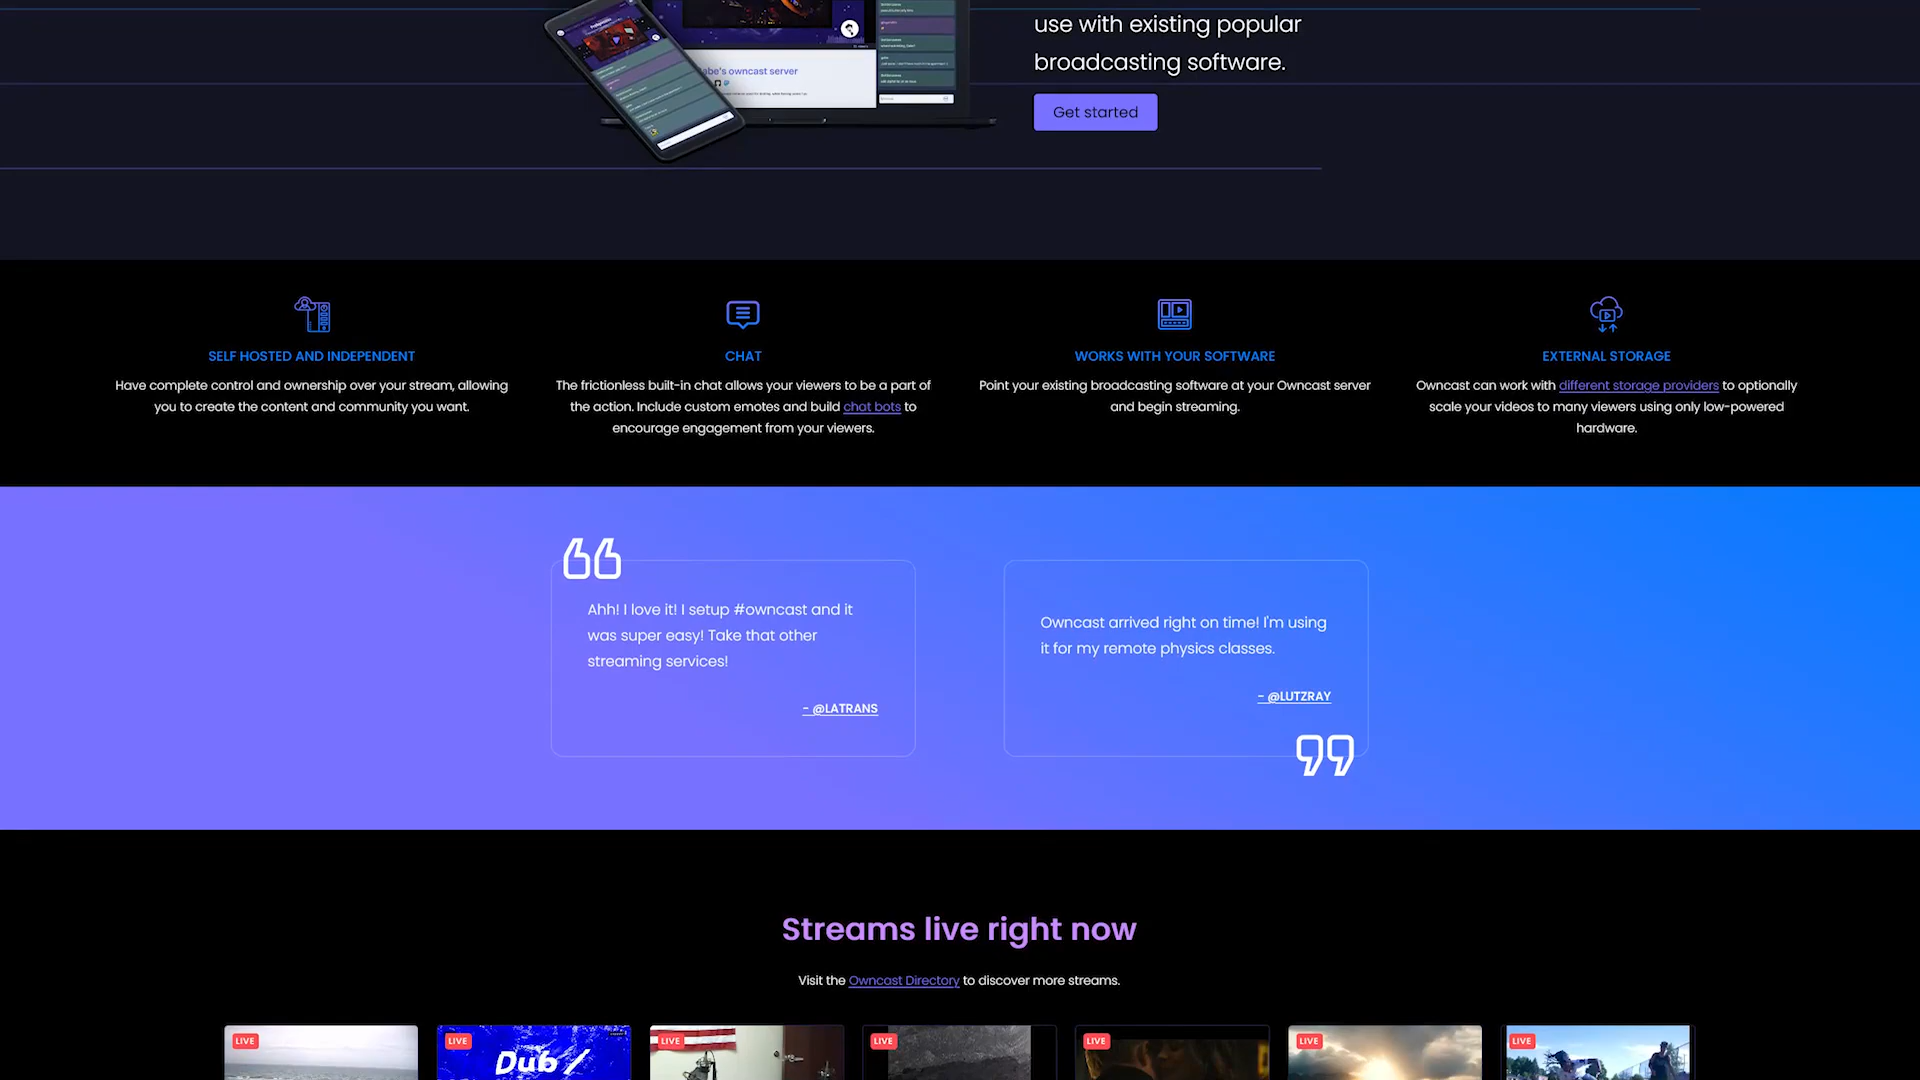 use with existing popular
broadcasting software.
Get started
abe's owncast server
SELF HOSTED AND INDEPENDENT
Have complete control and ownership over your stream, allowing
you to create the content and community you want.
CHAT
The frictionless built-in chat allows your viewers to be a part of
the action. Include custom emotes and build chat bots to
encourage engagement from your viewers.
WORKS WITH YOUR SOFTWARE
Point your existing broadcasting software at your Owncast server
and begin streaming.
EXTERNAL STORAGE
Owncast can work with different storage providers to optionally
scale your videos to many viewers using only low-powered
hardware.
Ahh! I love it! I setup #owncast and it
was super easy! Take that other
streaming services!
- @LATRANS
Owncast arrived right on time! I'm using
it for my remote physics classes.
- @LUTZRAY
Streams live right now
Visit the Owncast Directory to discover more streams.
LIVE
LIVE
Dub /
LIVE
LIVE
LIVE
LIVE
LIVE